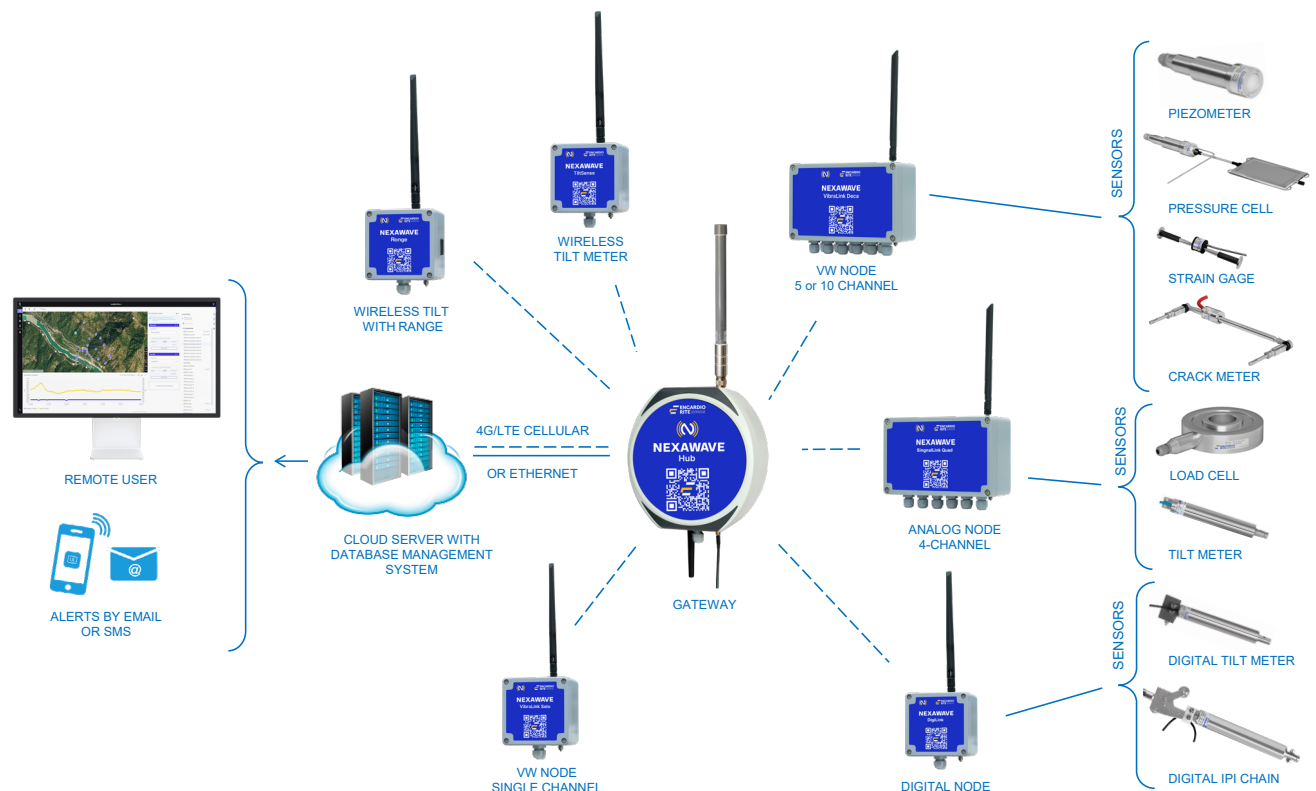 NEXAWAVE
Range
WIRELESS TILT
WITH RANGE
NEXAWAVE
TiltSense
WIRELESS
TILT METER
NEXAWAVE
VibraLink Deca
VW NODE
5 or 10 CHANNEL
SENSORS
PIEZOMETER
PRESSURE CELL
STRAIN GAGE
CRACK METER
REMOTE USER
ALERTS BY EMAIL
OR SMS
@
CLOUD SERVER WITH
DATABASE MANAGEMENT
SYSTEM
4G/LTE CELLULAR
OR ETHERNET
ENCARDIO
RITE
NEXAWAVE
Hub
GATEWAY
NEXAWAVE
SingnalLink Quad
ANALOG NODE
4-CHANNEL
SENSORS
LOAD CELL
TILT METER
NEXAWAVE
VibraLink Solo
VW NODE
SINGLE CHANNEL
NEXAWAVE
DigiLink
DIGITAL NODE
SENSORS
DIGITAL TILT METER
DIGITAL IPI CHAIN